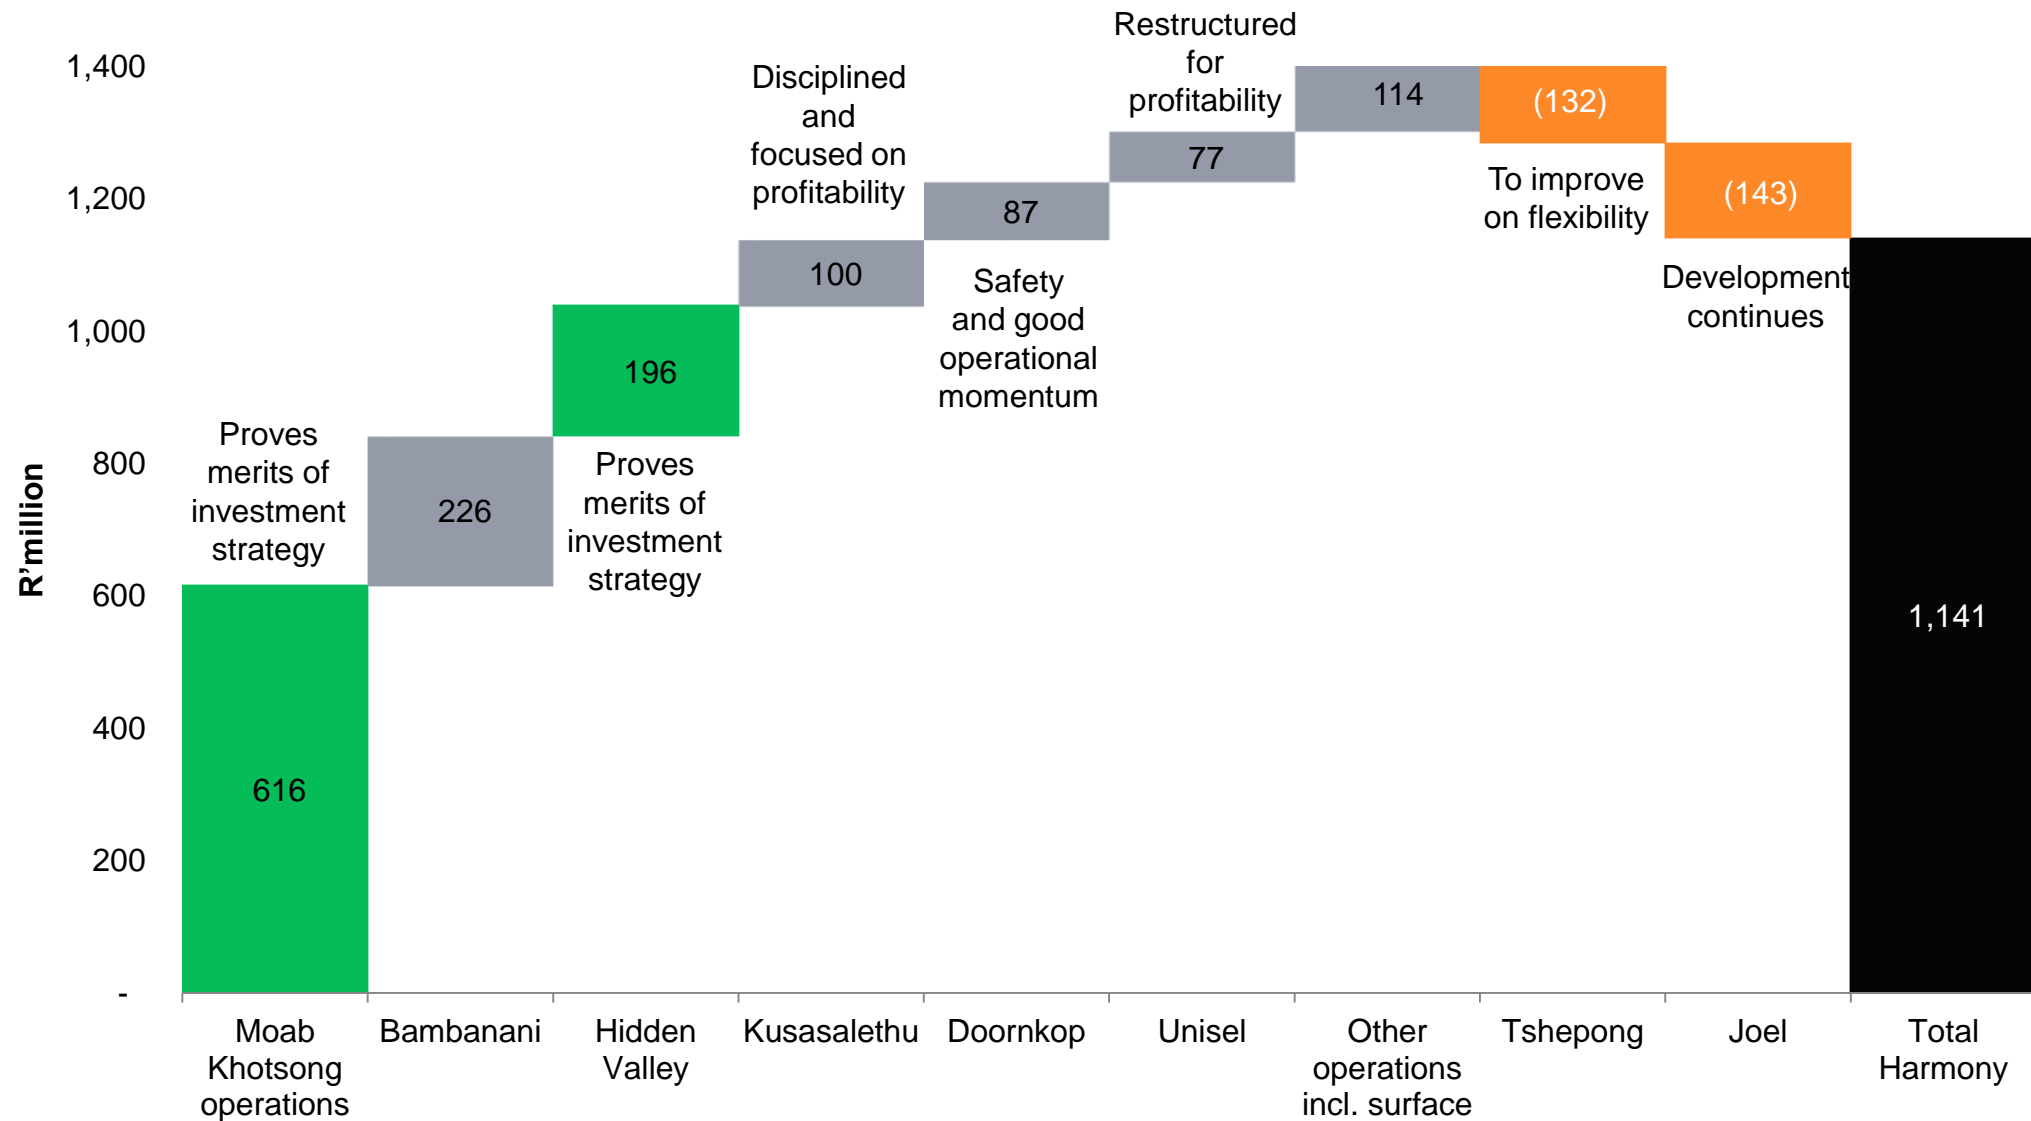 Restructured
for
profitability
1,400
Disciplined
and
focused on
profitability
114
(132)
77
To improve
on flexibility
1,200
87
(143)
100
Safety
and good
operational
momentum
Development
continues
1,000
196
Proves
merits of
investment
strategy
800
226
Proves
merits of
investment
strategy
R'million
600
1,141
400
616
200
-
Moab
Khotsong
operations
Bambanani
Hidden
Valley
Kusasalethu
Doornkop
Unisel
Other
operations
incl. surface
Tshepong
Joel
Total
Harmony